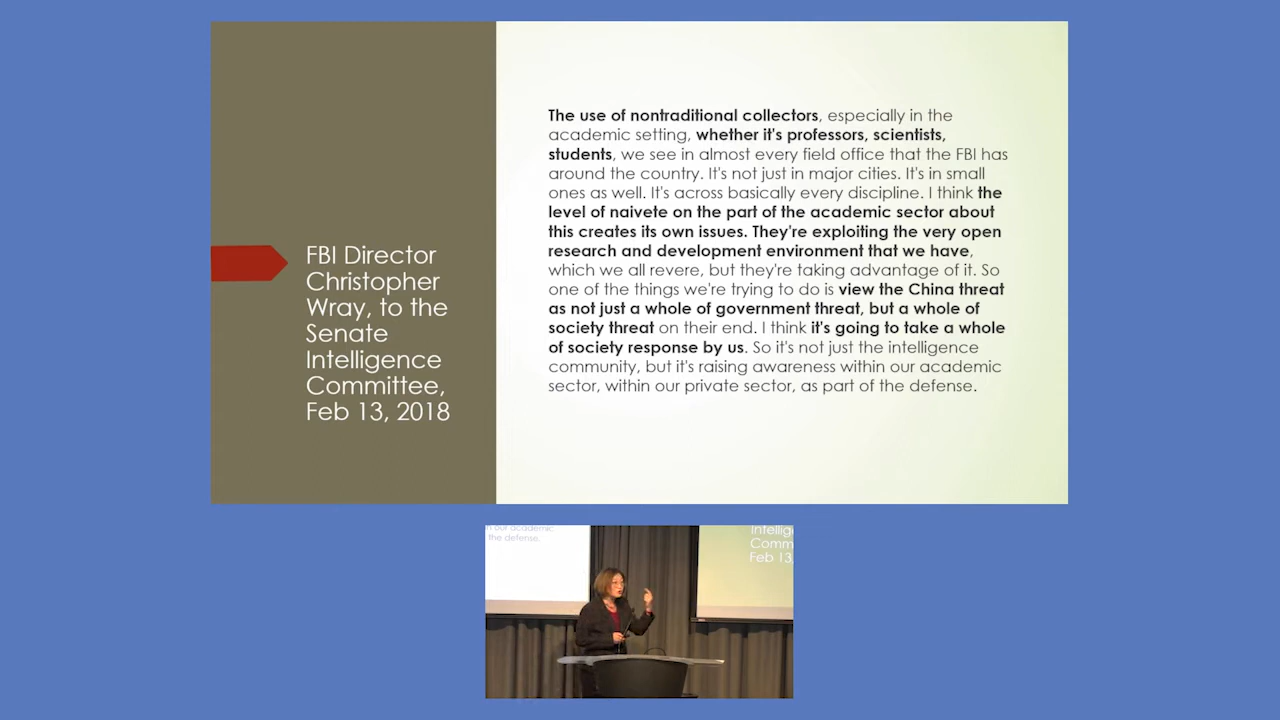 FBI Director
Christopher
Wray, to the
Senate
Intelligence
Committee,
Feb 13, 2018
The use of nontraditional collectors, especially in the
academic setting, whether it's professors, scientists,
students, we see in almost every field office that the FBI has
around the country. It's not just in major cities. It's in small
ones as well. It's across basically every discipline. I think the
level of naivete on the part of the academic sector about
this creates its own issues. They're exploiting the very open
research and development environment that we have,
which we all revere, but they're taking advantage of it. So
one of the things we're trying to do is view the China threat
as not just a whole of government threat, but a whole of
society threat on their end. I think it's going to take a whole
of society response by us. So it's not just the intelligence
community, but it's raising awareness within our academic
sector, within our private sector, as part of the defense.
our academic
the defense.
Intellig
Comm
Feb 13,